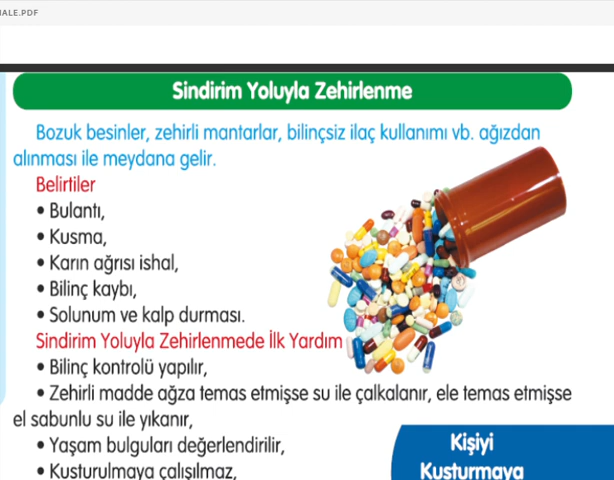 IALE.PDF
Sindirim Yoluyla Zehirlenme
Bozuk besinler, zehirli mantarlar, bilinçsiz ilaç kullanımı vb. ağızdan
alınması ile meydana gelir.
Belirtiler
• Bulantı,
• Kusma,
• Karın ağrısı ishal,
• Bilinç kaybı,
• Solunum ve kalp durması.
Sindirim Yoluyla Zehirlenmede İlk Yardım
• Bilinç kontrolü yapılır,
• Zehirli madde ağza temas etmişse su ile çalkalanır, ele temas etmişse
el sabunlu su ile yıkanır,
• Yaşam bulguları değerlendirilir,
• Kusturulmaya çalışılmaz,
Kişiyi
Kusturmaya